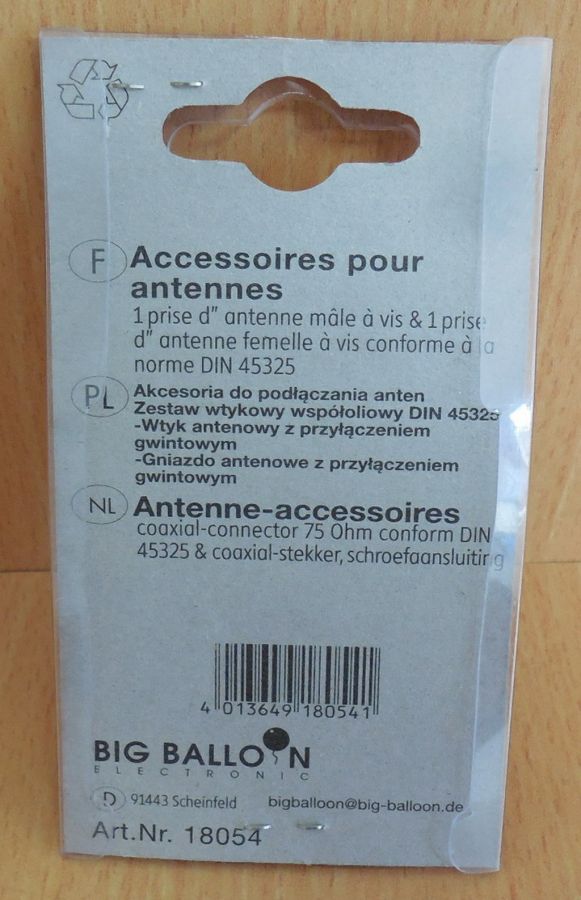 F Accessoires pour
antennes
1 prise d" antenne mâle à vis & 1 prise
d" antenne femelle à vis conforme à la
norme DIN 45325
PL Akcesoria do podłączania anten
Zestaw wtykowy współoliowy DIN 45325
-Wtyk antenowy z przyłączeniem
gwintowym
-Gniazdo antenowe z przyłączeniem
gwintowym
NL Antenne-accessoires
coaxial-connector 75 Ohm conform DIN
45325 & coaxial-stekker, schroefaansluiting
4 013649 180541
BIG BALLOON
ELECTRONIC
D 91443 Scheinfeld bigballoon@big-balloon.de
Art.Nr. 18054